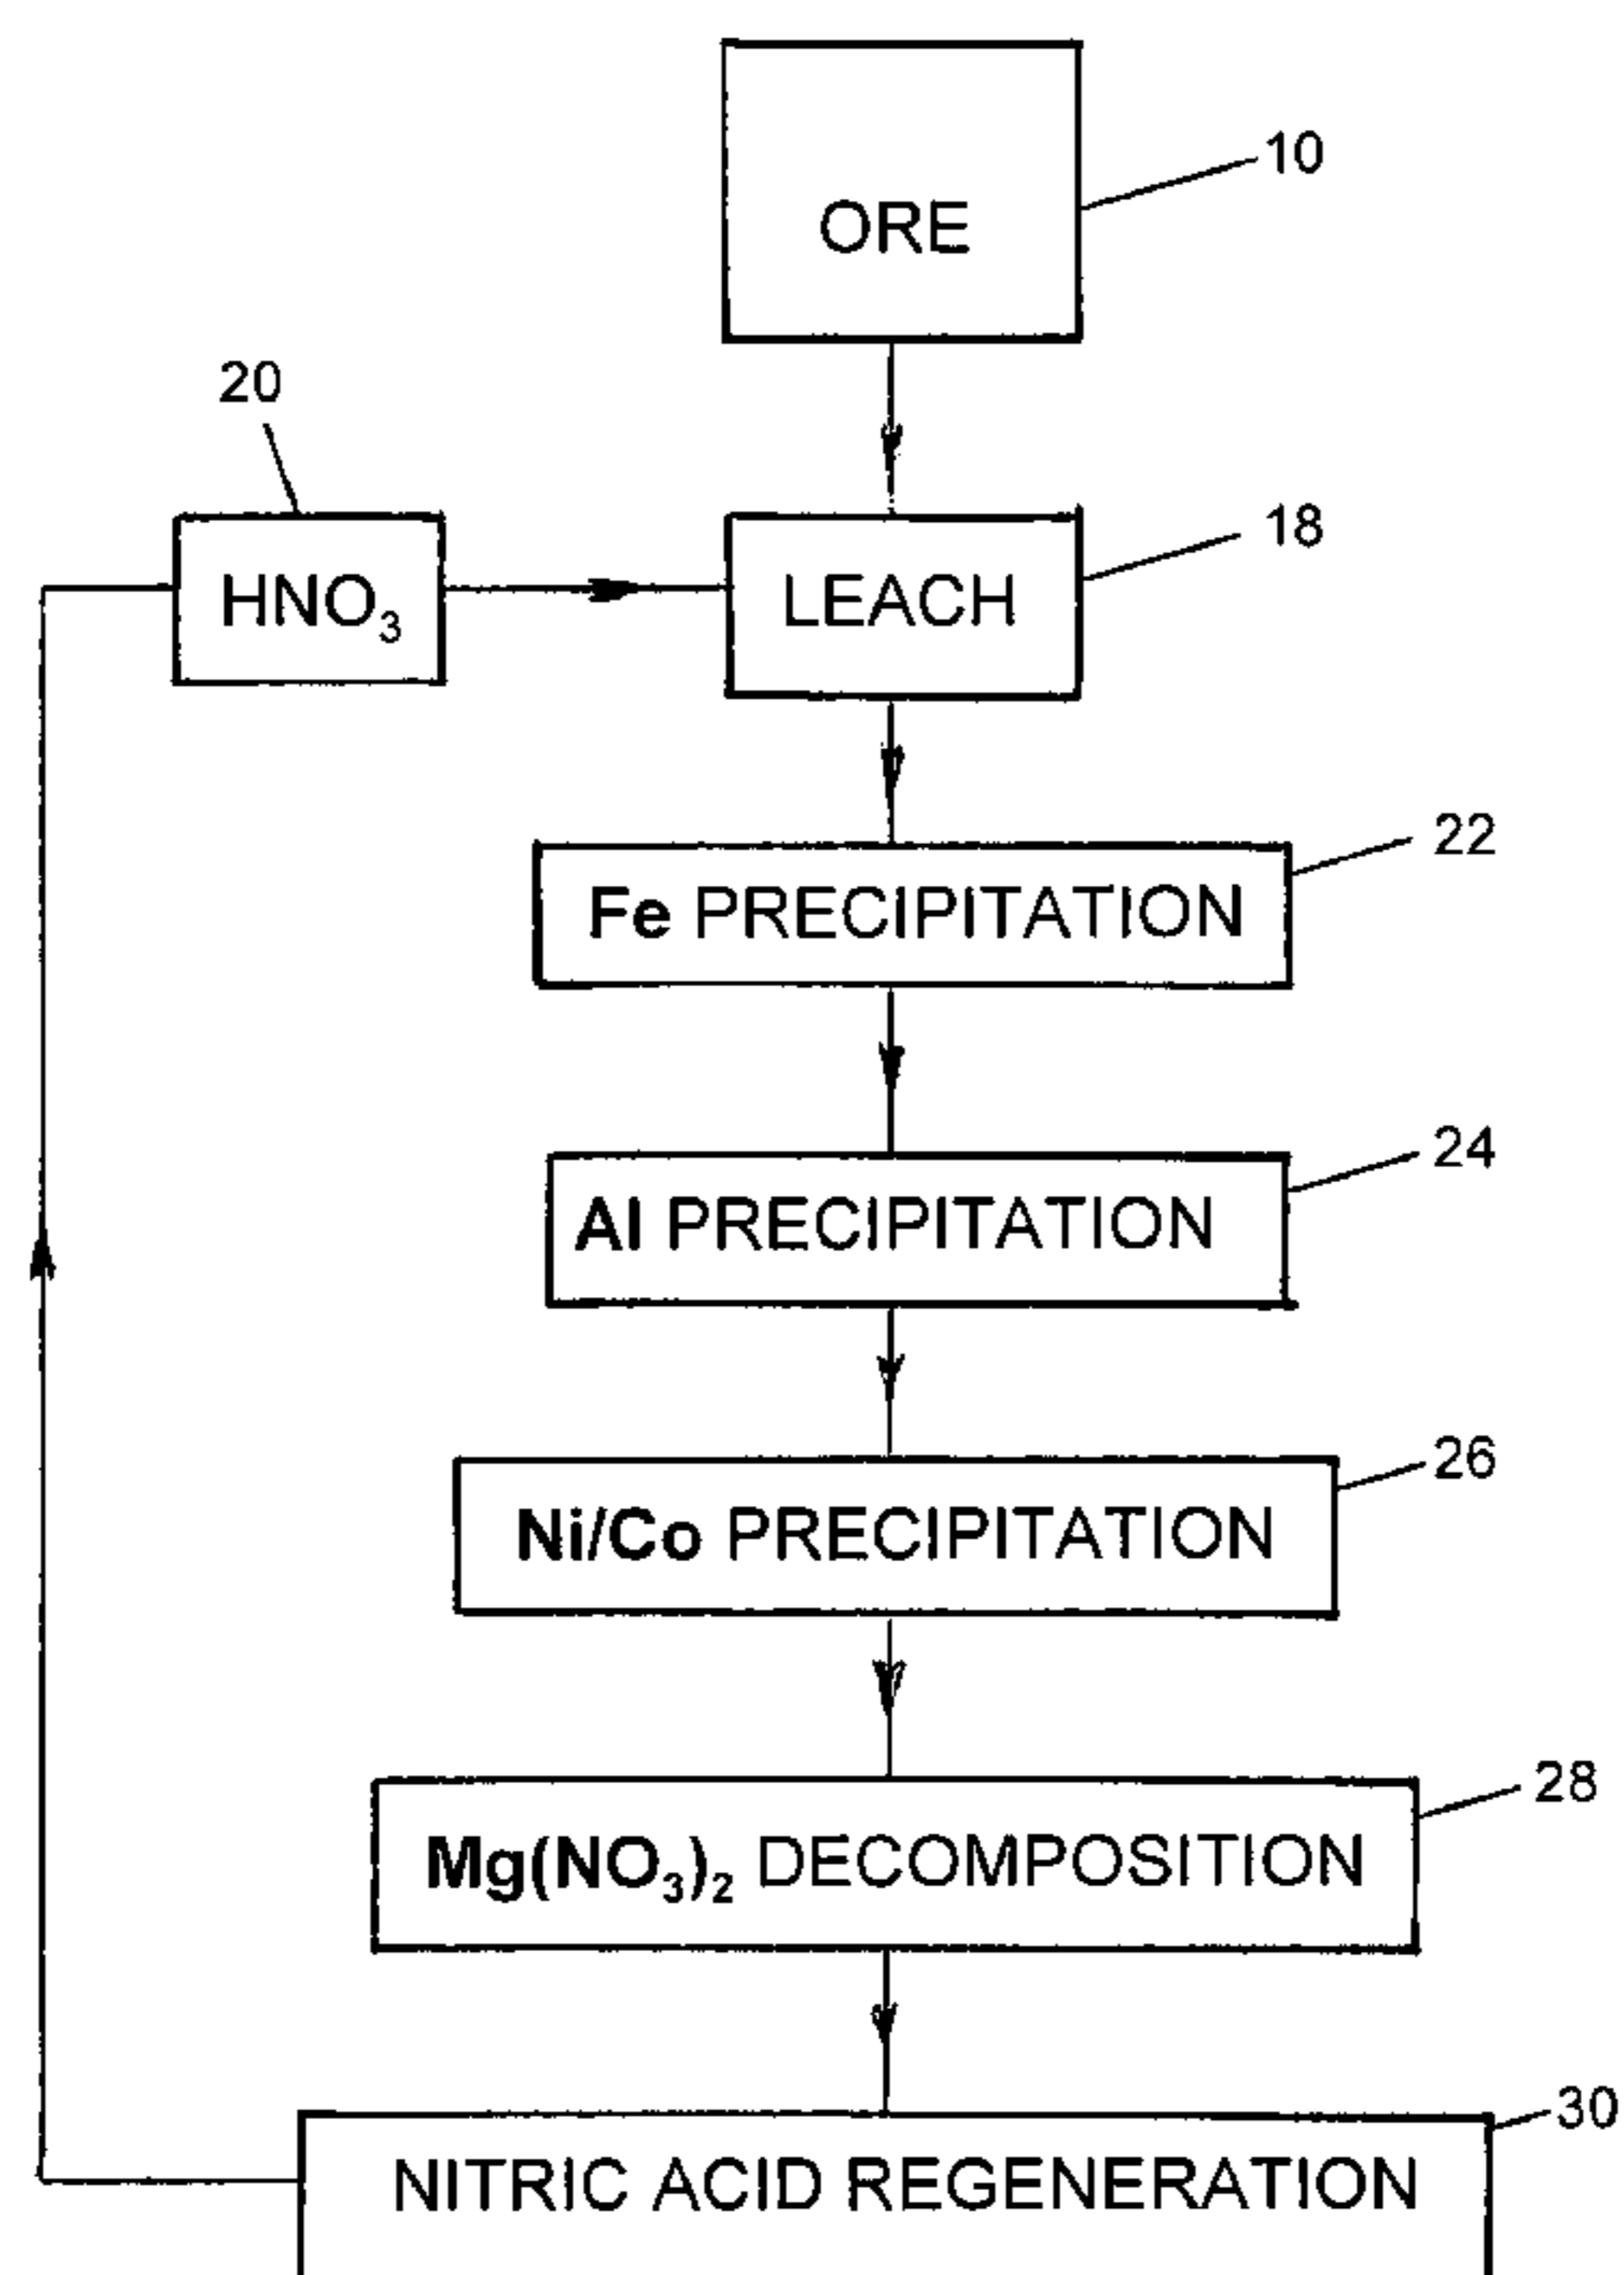 10
ORE
20
18
HNO₃
LEACH
22
Fe PRECIPITATION
24
Al PRECIPITATION
26
Ni/Co PRECIPITATION
28
Mg(NO₃)₂ DECOMPOSITION
30
NITRIC ACID REGENERATION